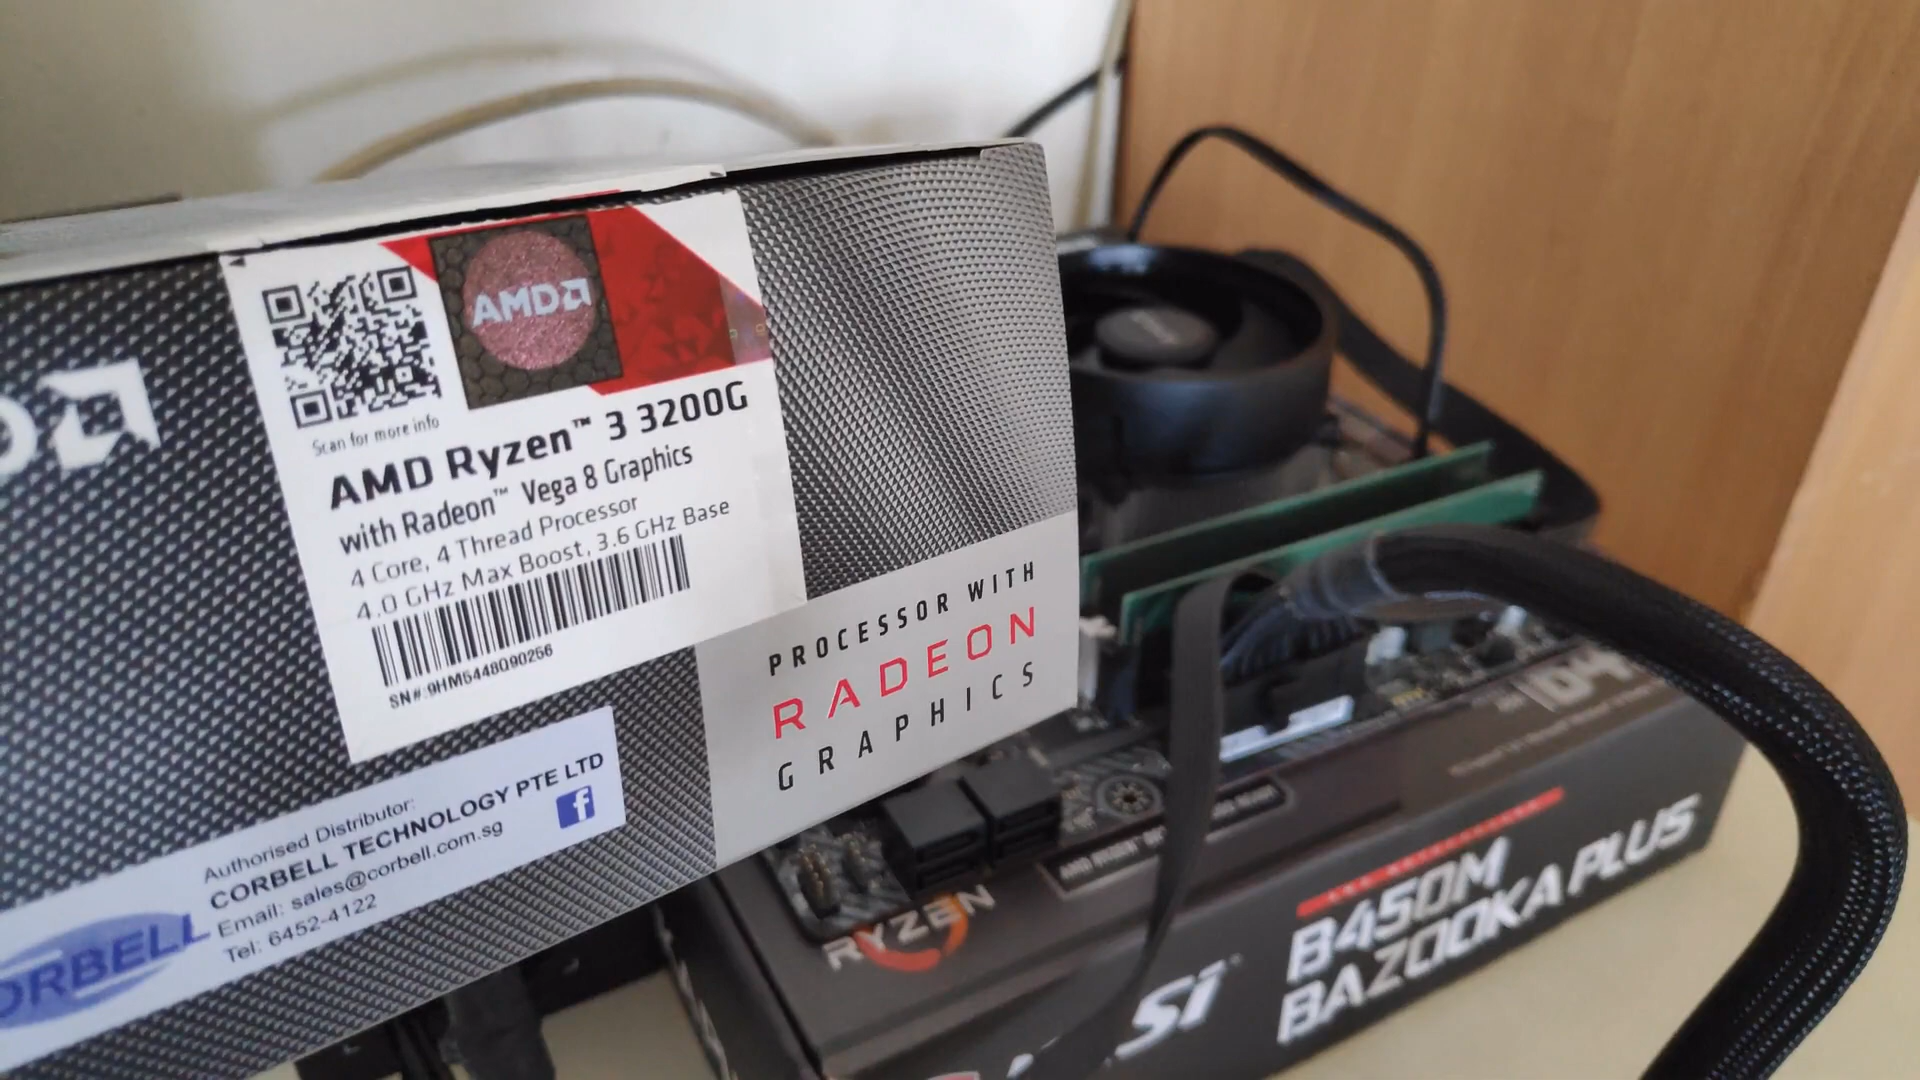 AMD
Scan for more info
AMD Ryzen™ 3 3200G
with Radeon™ Vega 8 Graphics
4 Core, 4 Thread Processor
4.0 GHz Max Boost, 3.6 GHz Base
SN#:9HM5448090256
PROCESSOR WITH
RADEON
GRAPHICS
Authorised Distributor:
CORBELL TECHNOLOGY PTE LTD
Email: sales@corbell.com.sg
Tel: 6452-4122
ORBELL
RYZEN
Si
B450M
BAZOOKA PLUS